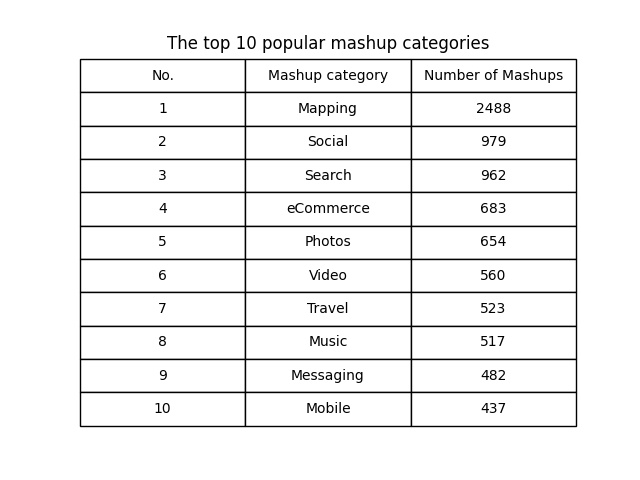 The top 10 popular mashup categories
No. Mashup category Number of Mashups
1 Mapping 2488
2 Social 979
3 Search 962
4 eCommerce 683
5 Photos 654
6 Video 560
7 Travel 523
8 Music 517
9 Messaging 482
10 Mobile 437